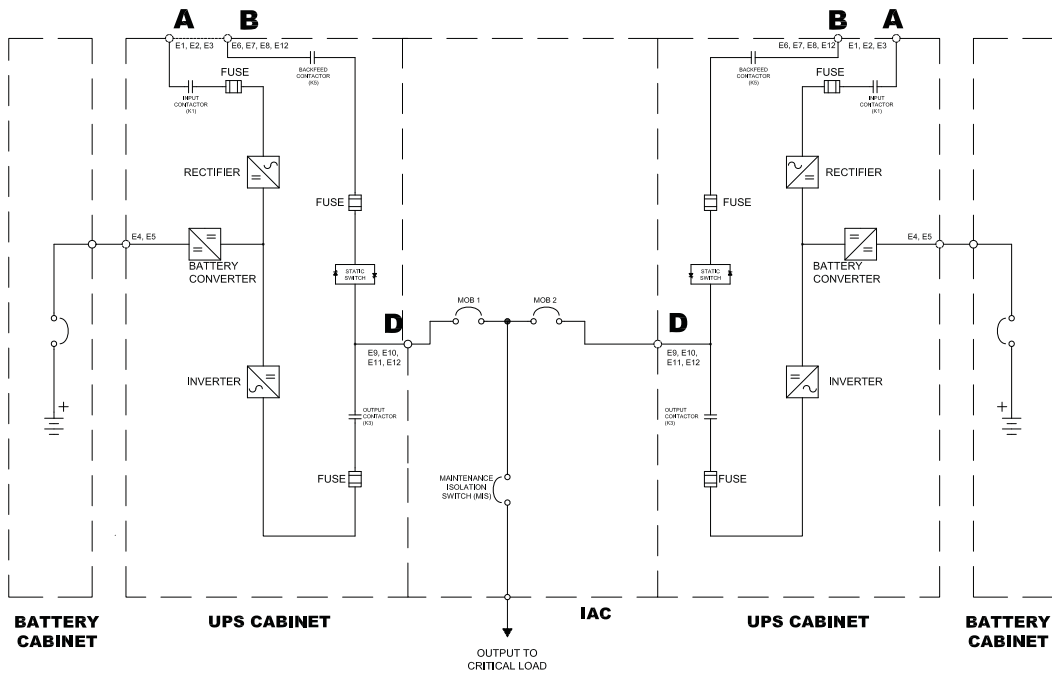 A
B
B
A
E1, E2, E3
E6, E7, E8, E12
E6, E7, E8, E12
E1, E2, E3
BACKFEED
CONTACTOR
(K5)
FUSE
INPUT
CONTACTOR
(K1)
BACKFEED
CONTACTOR
(K5)
FUSE
INPUT
CONTACTOR
(K1)
RECTIFIER
RECTIFIER
FUSE
FUSE
E4, E5
BATTERY
CONVERTER
STATIC
SWITCH
STATIC
SWITCH
BATTERY
CONVERTER
E4, E5
MOB 1
MOB 2
D
D
E9, E10,
E11, E12
E9, E10,
E11, E12
INVERTER
INVERTER
+
OUTPUT
CONTACTOR
(K3)
OUTPUT
CONTACTOR
(K3)
+
FUSE
MAINTENANCE
ISOLATION
SWITCH (MIS)
FUSE
BATTERY
CABINET
UPS CABINET
IAC
UPS CABINET
BATTERY
CABINET
OUTPUT TO
CRITICAL LOAD